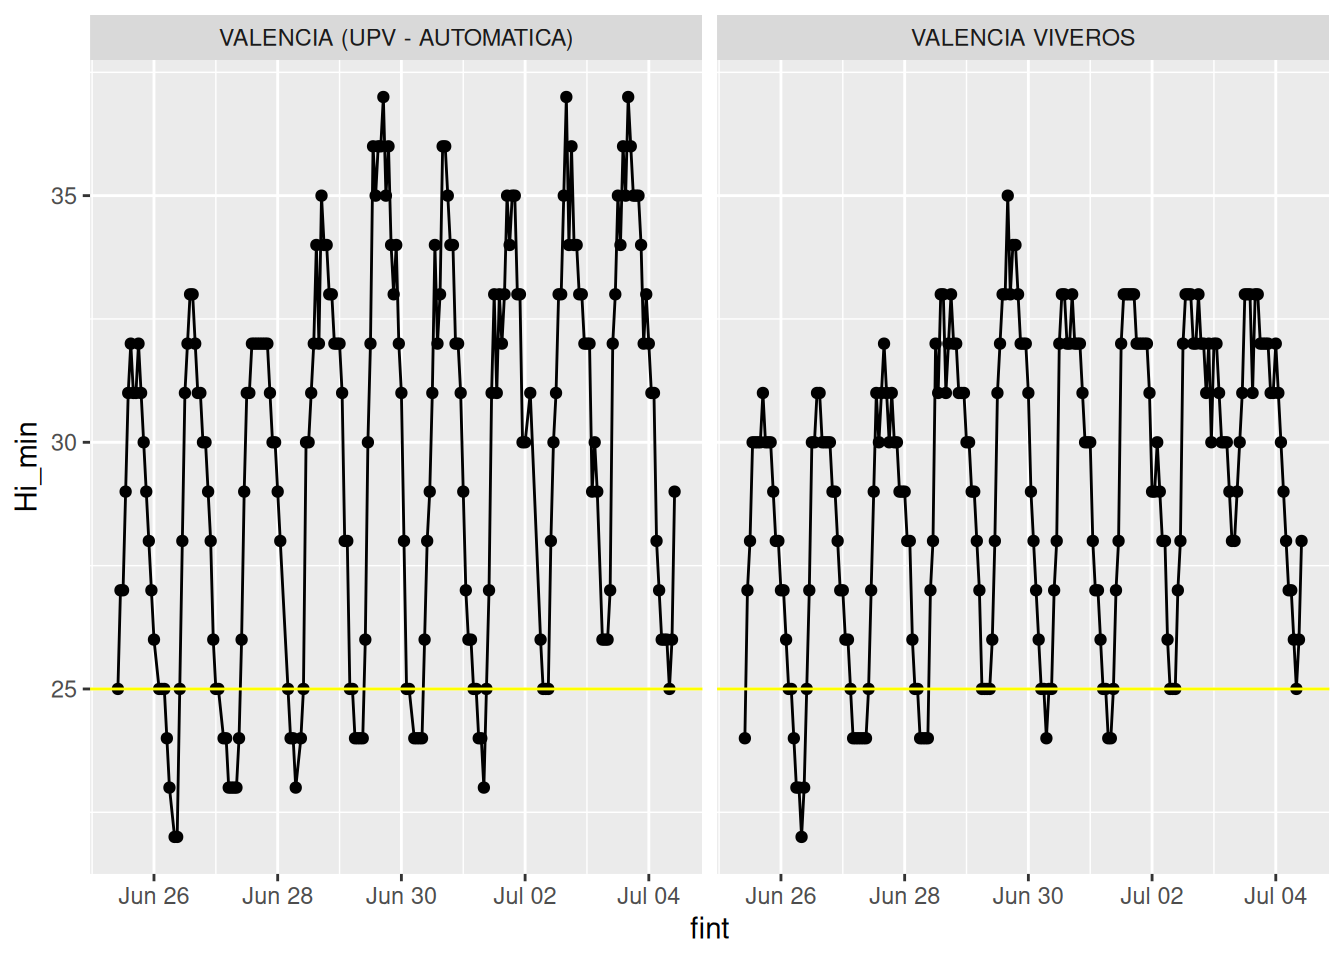 VALENCIA (UPV - AUTOMATICA)
VALENCIA VIVEROS
Hi_min
35
30
25
Jun 26 Jun 28 Jun 30 Jul 02 Jul 04
Jun 26 Jun 28 Jun 30 Jul 02 Jul 04
fint